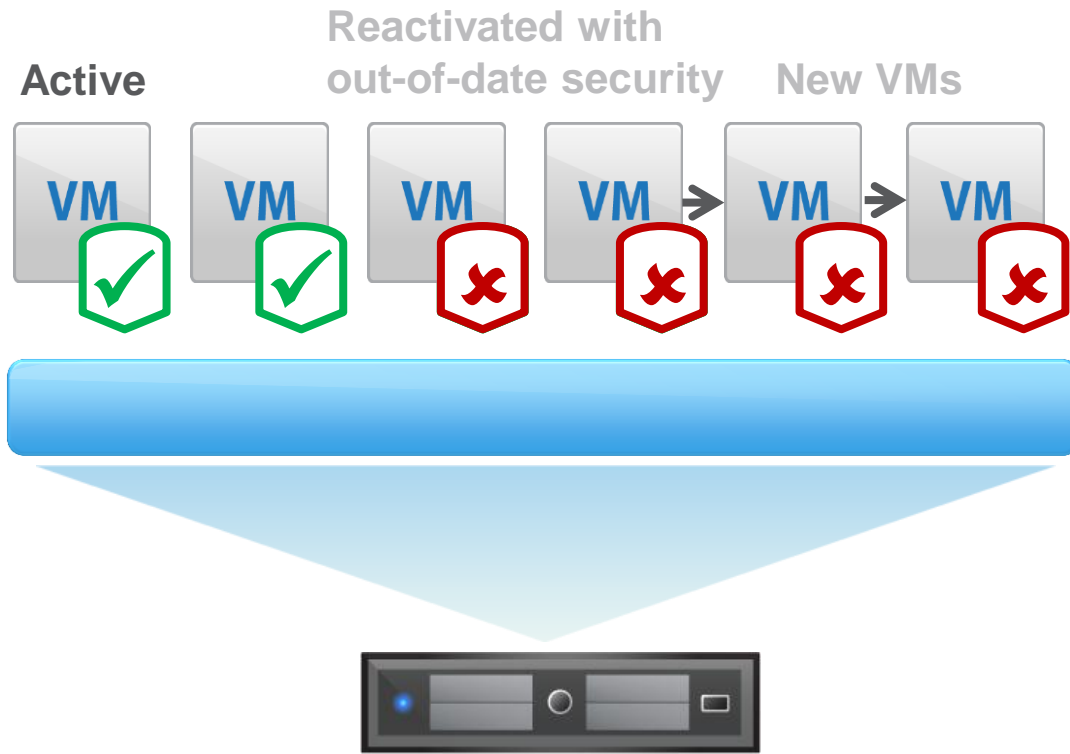 Reactivated with
Active out-of-date security New VMs
VM VM VM VM VM VM